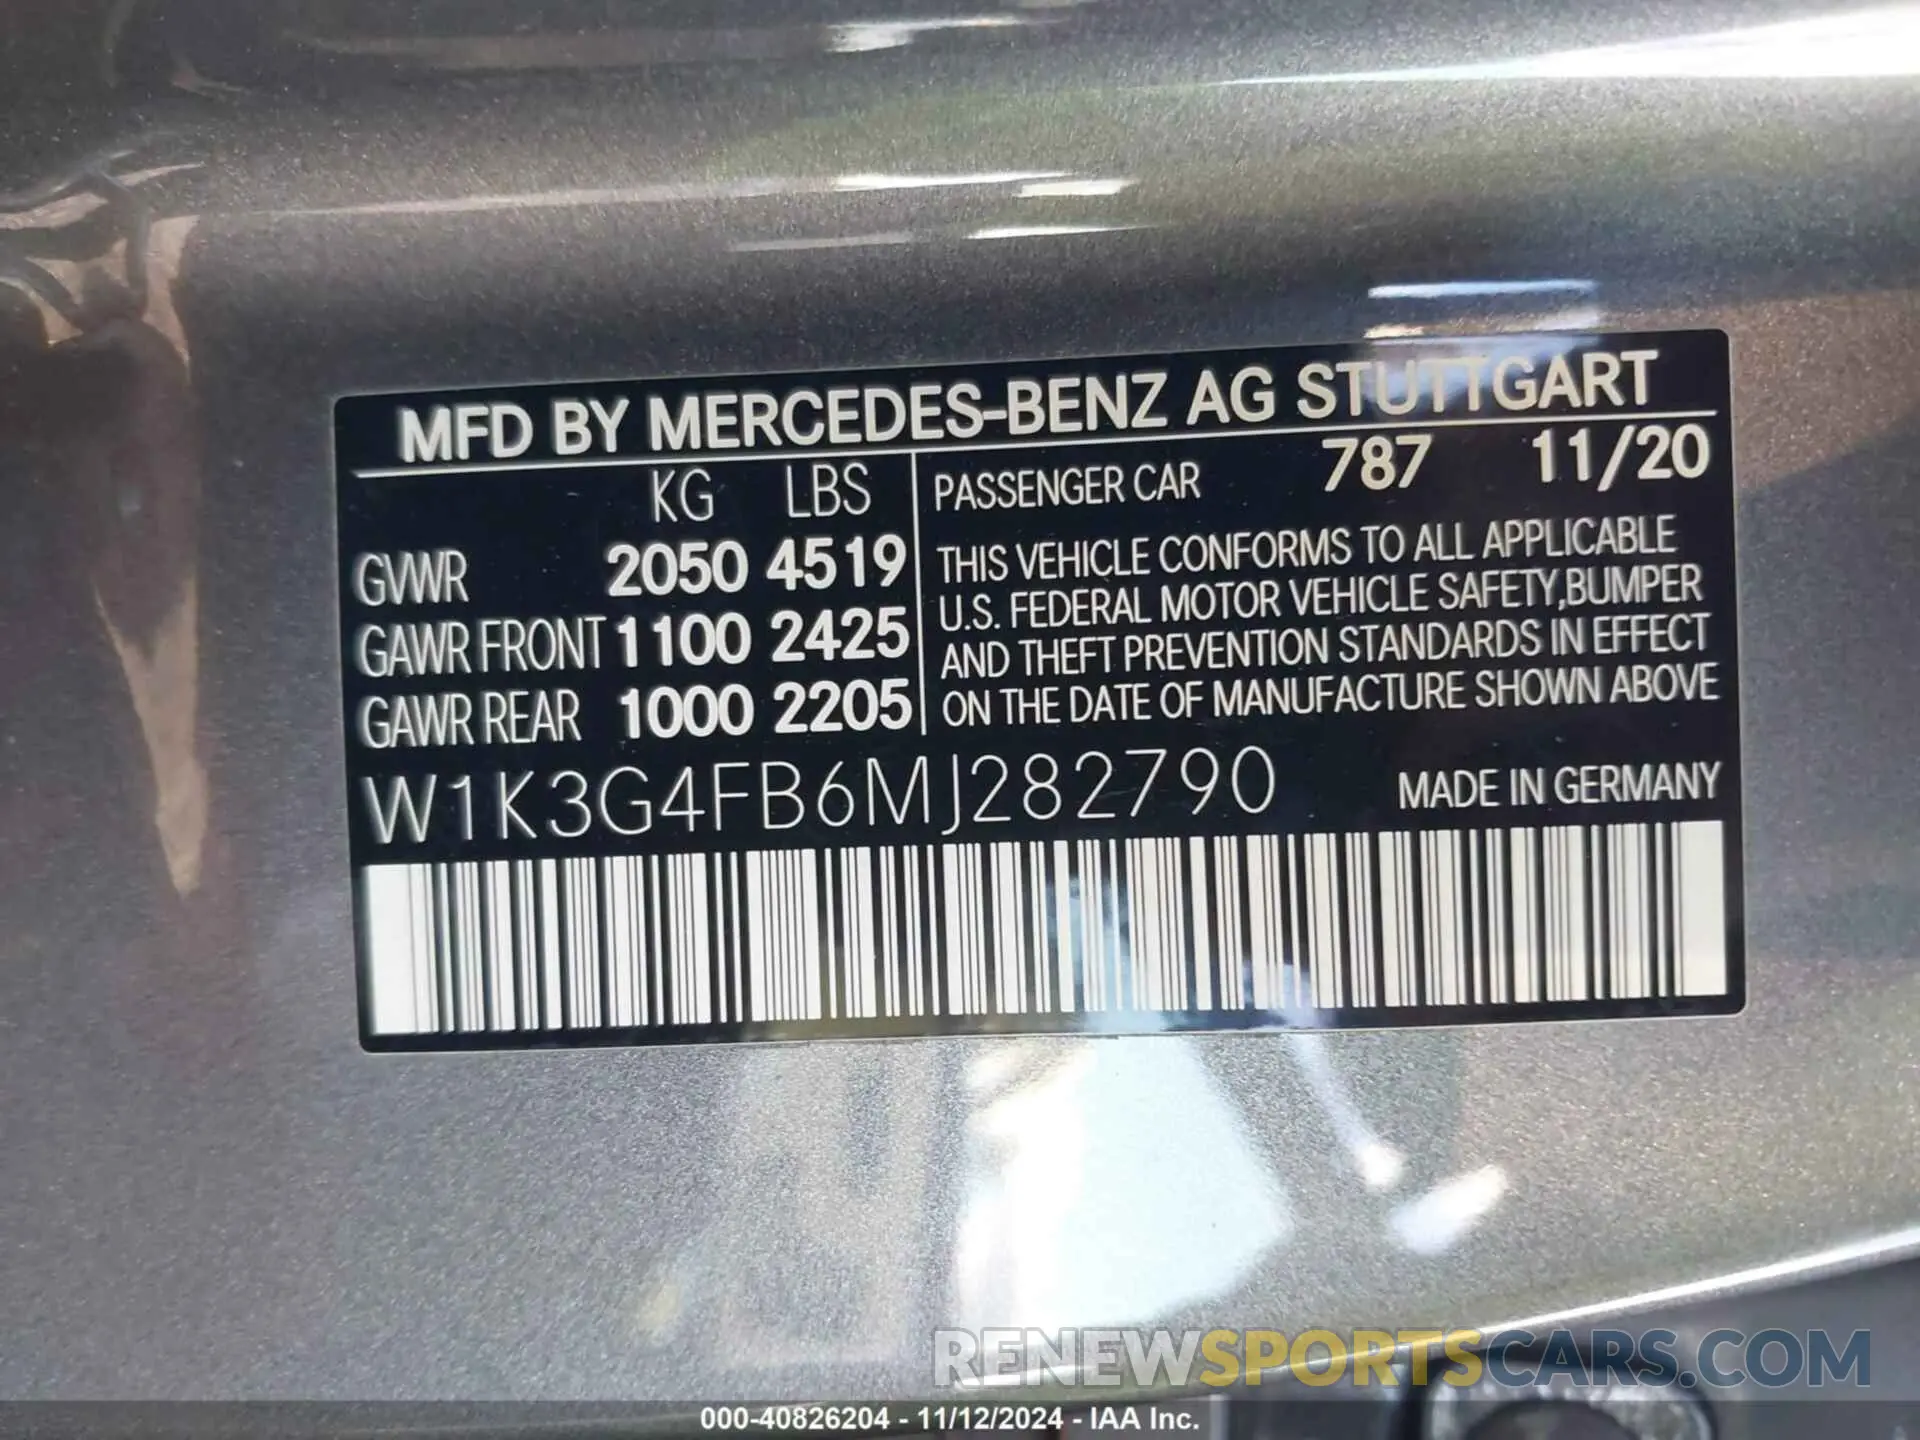 MFD BY MERCEDES-BENZ AG STUTTGART
KG LBS
GVWR 2050 4519
GAWR FRONT 1100 2425
GAWR REAR 1000 2205
PASSENGER CAR 787 11/20
THIS VEHICLE CONFORMS TO ALL APPLICABLE
U.S. FEDERAL MOTOR VEHICLE SAFETY,BUMPER
AND THEFT PREVENTION STANDARDS IN EFFECT
ON THE DATE OF MANUFACTURE SHOWN ABOVE
W1K3G4FB6MJ282790 MADE IN GERMANY
RENEWSPORTSCARS.COM
000-40826204 - 11/12/2024 - IAA Inc.